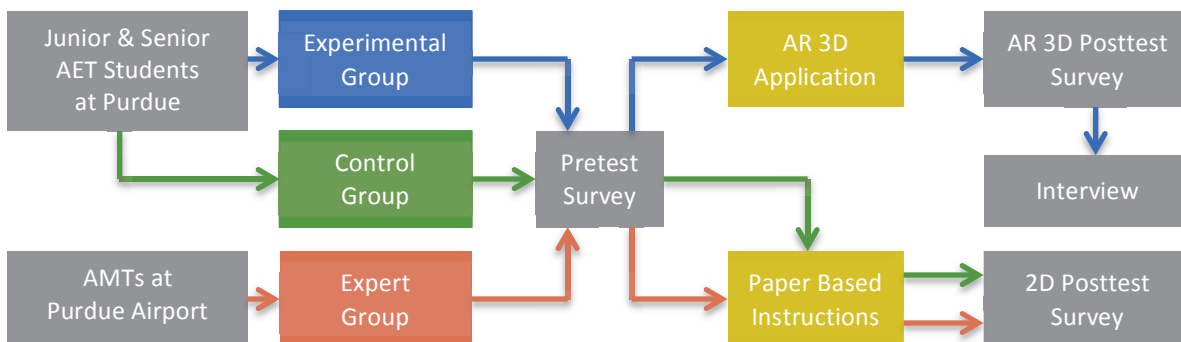 Junior & Senior
AET Students
at Purdue
Experimental
Group
AR 3D
Application
AR 3D Posttest
Survey
Control
Group
Pretest
Survey
Interview
AMTs at
Purdue Airport
Expert
Group
Paper Based
Instructions
2D Posttest
Survey